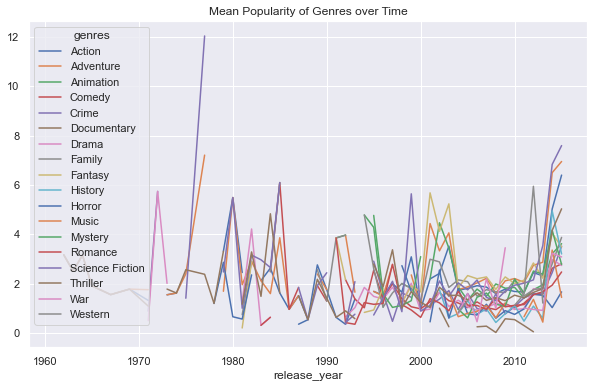 Mean Popularity of Genres over Time
12
10
8
6
4
2
0
genres
Action
Adventure
Animation
Comedy
Crime
Documentary
Drama
Family
Fantasy
History
Horror
Music
Mystery
Romance
Science Fiction
Thriller
War
Western
1960 1970 1980 1990 2000 2010
release_year